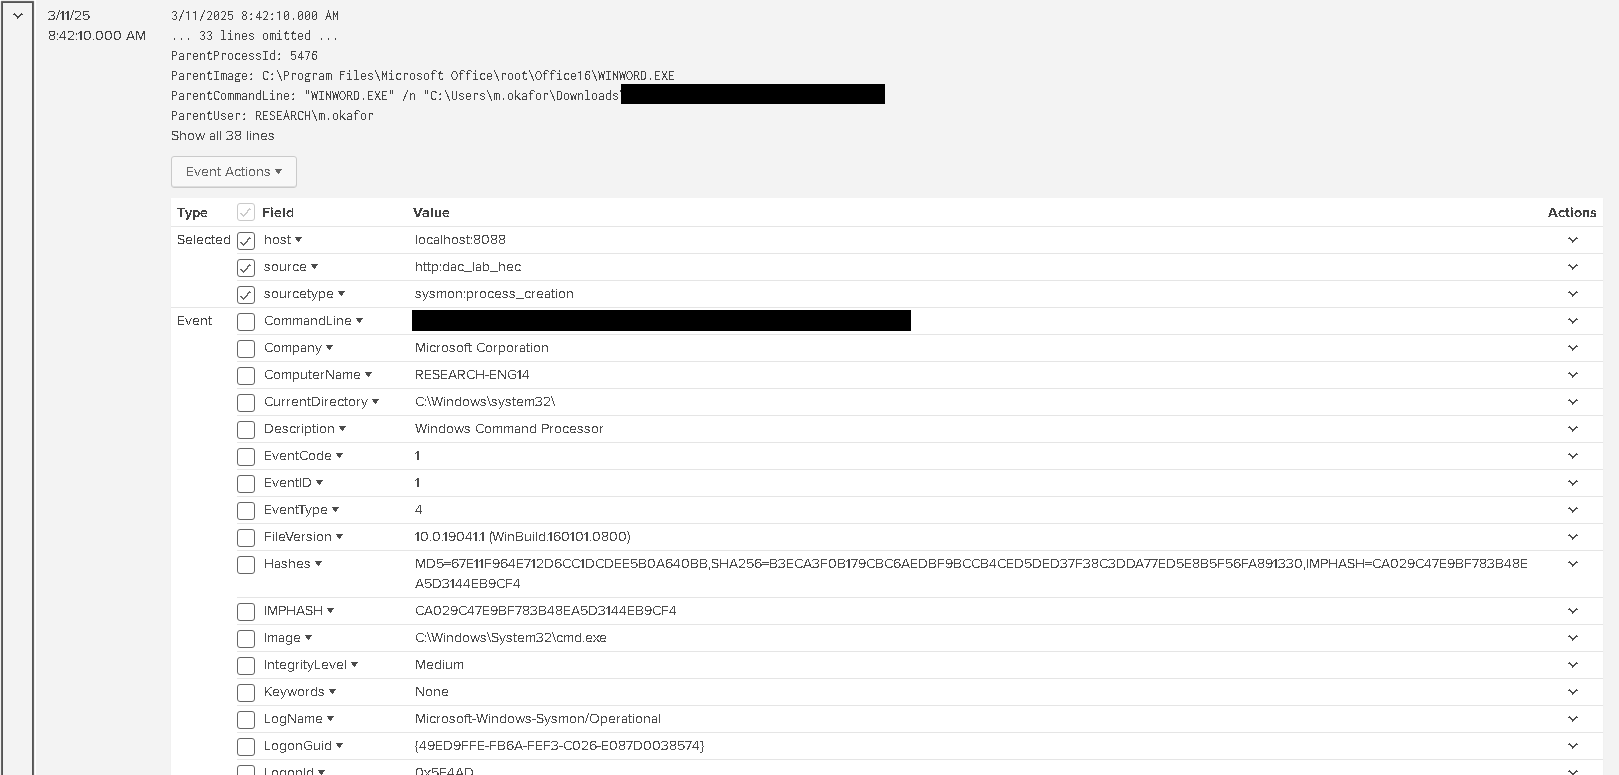 3/11/25
8:42:10.000 AM
3/11/2025 8:42:10.000 AM
... 33 lines omitted ...
ParentProcessId: 5476
ParentImage: C:\Program Files\Microsoft Office\root\Office16\WINWORD.EXE
ParentCommandLine: "WINWORD.EXE" /n "C:\Users\m.okafor\Downloads
ParentUser: RESEARCH\m.okafor
Show all 38 lines
Event Actions ▾
Type Field Value Actions
Selected host ▾ localhost:8088
source ▾ http:dac_lab_hec
sourcetype ▾ sysmon:process_creation
Event CommandLine ▾
Company ▾ Microsoft Corporation
ComputerName ▾ RESEARCH-ENG14
CurrentDirectory ▾ C:\Windows\system32\
Description ▾ Windows Command Processor
EventCode ▾ 1
EventID ▾ 1
EventType ▾ 4
FileVersion ▾ 10.0.19041.1 (WinBuild.160101.0800)
Hashes ▾ MD5=67E11F964E712D6CC1DCDEE5B0A640BB,SHA256=B3ECA3F0B179CBC6AEDBF9BCCB4CED5DED37F38C3DDA77ED5E8B5F56FA891330,IMPHASH=CA029C47E9BF783B48E
A5D3144EB9CF4
IMPHASH ▾ CA029C47E9BF783B48EA5D3144EB9CF4
Image ▾ C:\Windows\System32\cmd.exe
IntegrityLevel ▾ Medium
Keywords ▾ None
LogName ▾ Microsoft-Windows-Sysmon/Operational
LogonGuid ▾ {49ED9FFE-FB6A-FEF3-C026-E087D0038574}
LogonId ▾ 0x5F4AD